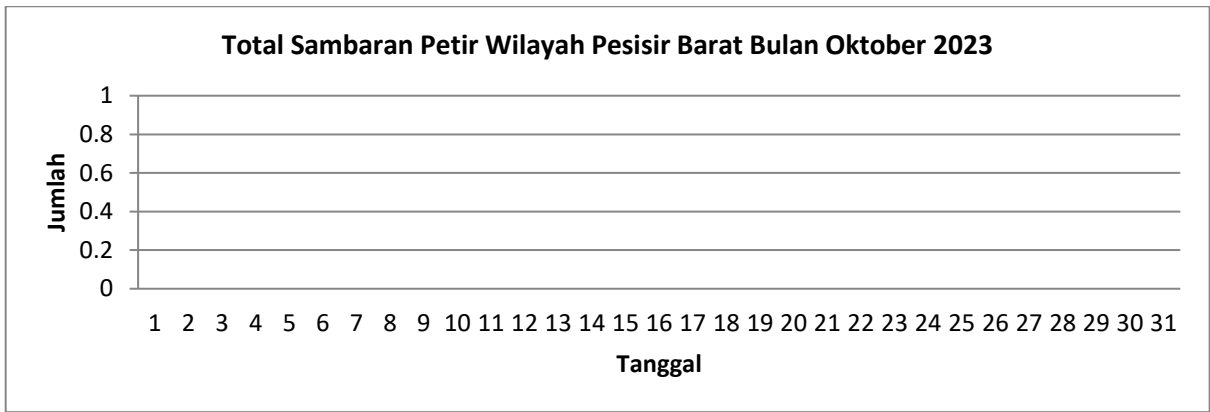 Total Sambaran Petir Wilayah Pesisir Barat Bulan Oktober 2023
1
0.8
0.6
0.4
0.2
0
Jumlah
1 2 3 4 5 6 7 8 9 10 11 12 13 14 15 16 17 18 19 20 21 22 23 24 25 26 27 28 29 30 31
Tanggal